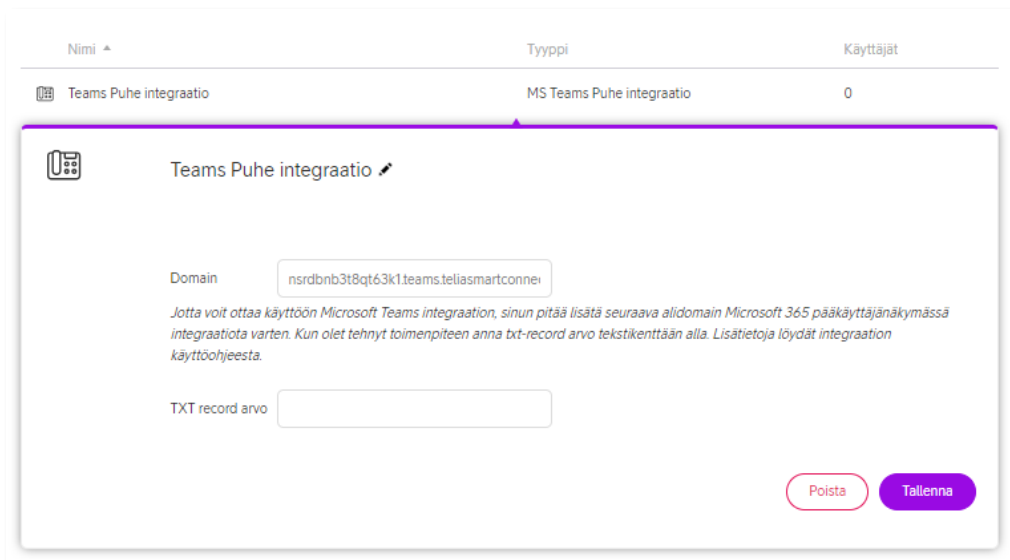 Nimi Tyyppi Käyttäjät
Teams Puhe integraatio MS Teams Puhe integraatio 0
Teams Puhe integraatio
Domain nsrdbnb3t8qt63k1.teams.teliasmartconne
Jotta voit ottaa käyttöön Microsoft Teams integraation, sinun pitää lisätä seuraava alidomain Microsoft 365 pääkäyttäjänäkymässä
integraatiota varten. Kun olet tehnyt toimenpiteen anna txt-record arvo tekstikenttään alla. Lisätietoja löydät integraation
käyttöohjeesta.
TXT record arvo
Poista Tallenna